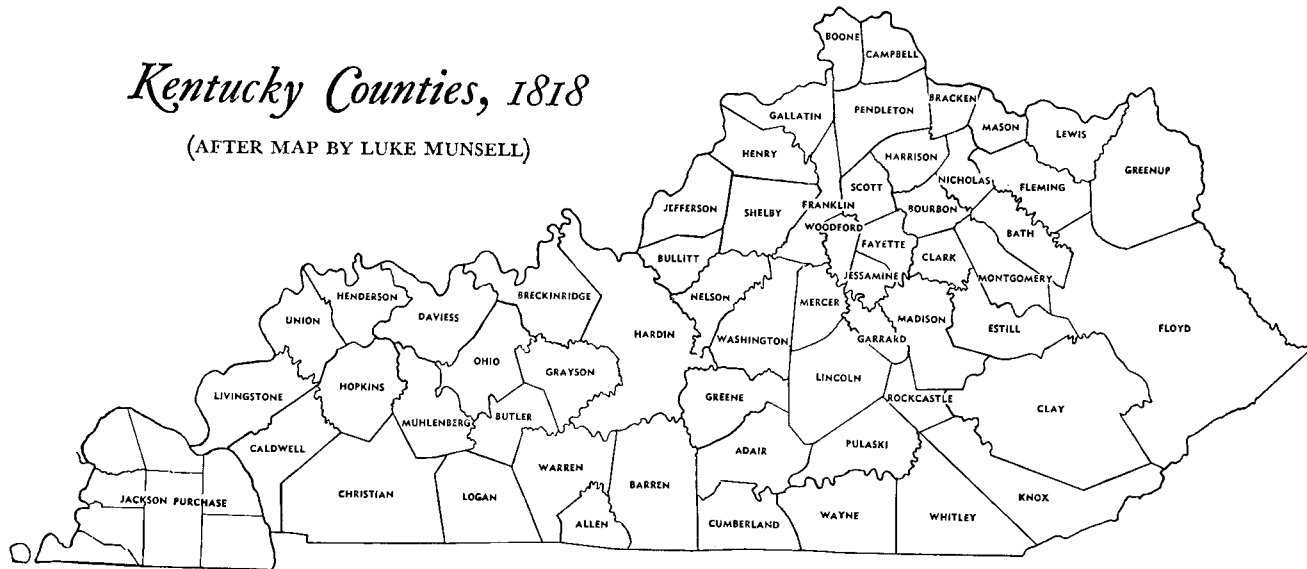 Kentucky Counties, 1818
(AFTER MAP BY LUKE MUNSELL)
BOONE
CAMPBELL
GALLATIN
PENDLETON
BRACKEN
MASON
LEWIS
GREENUP
HENRY
HARRISON
NICHOLAS
FLEMING
SCOTT
JEFFERSON
SHELBY
FRANKLIN
BOURBON
WOODFORD
BATH
FAYETTE
CLARK
BULLITT
JESSAMINE
MONTGOMERY
NELSON
MERCER
MADISON
ESTILL
FLOYD
HENDERSON
BRECKINRIDGE
UNION
DAVIESS
HARDIN
WASHINGTON
GARRARD
OHIO
GRAYSON
LINCOLN
HOPKINS
LIVINGSTONE
GREENE
ROCKCASTLE
CLAY
MUHLENBERG
BUTLER
CALDWELL
ADAIR
PULASKI
WARREN
BARREN
JACKSON PURCHASE
CHRISTIAN
LOGAN
KNOX
ALLEN
CUMBERLAND
WAYNE
WHITLEY